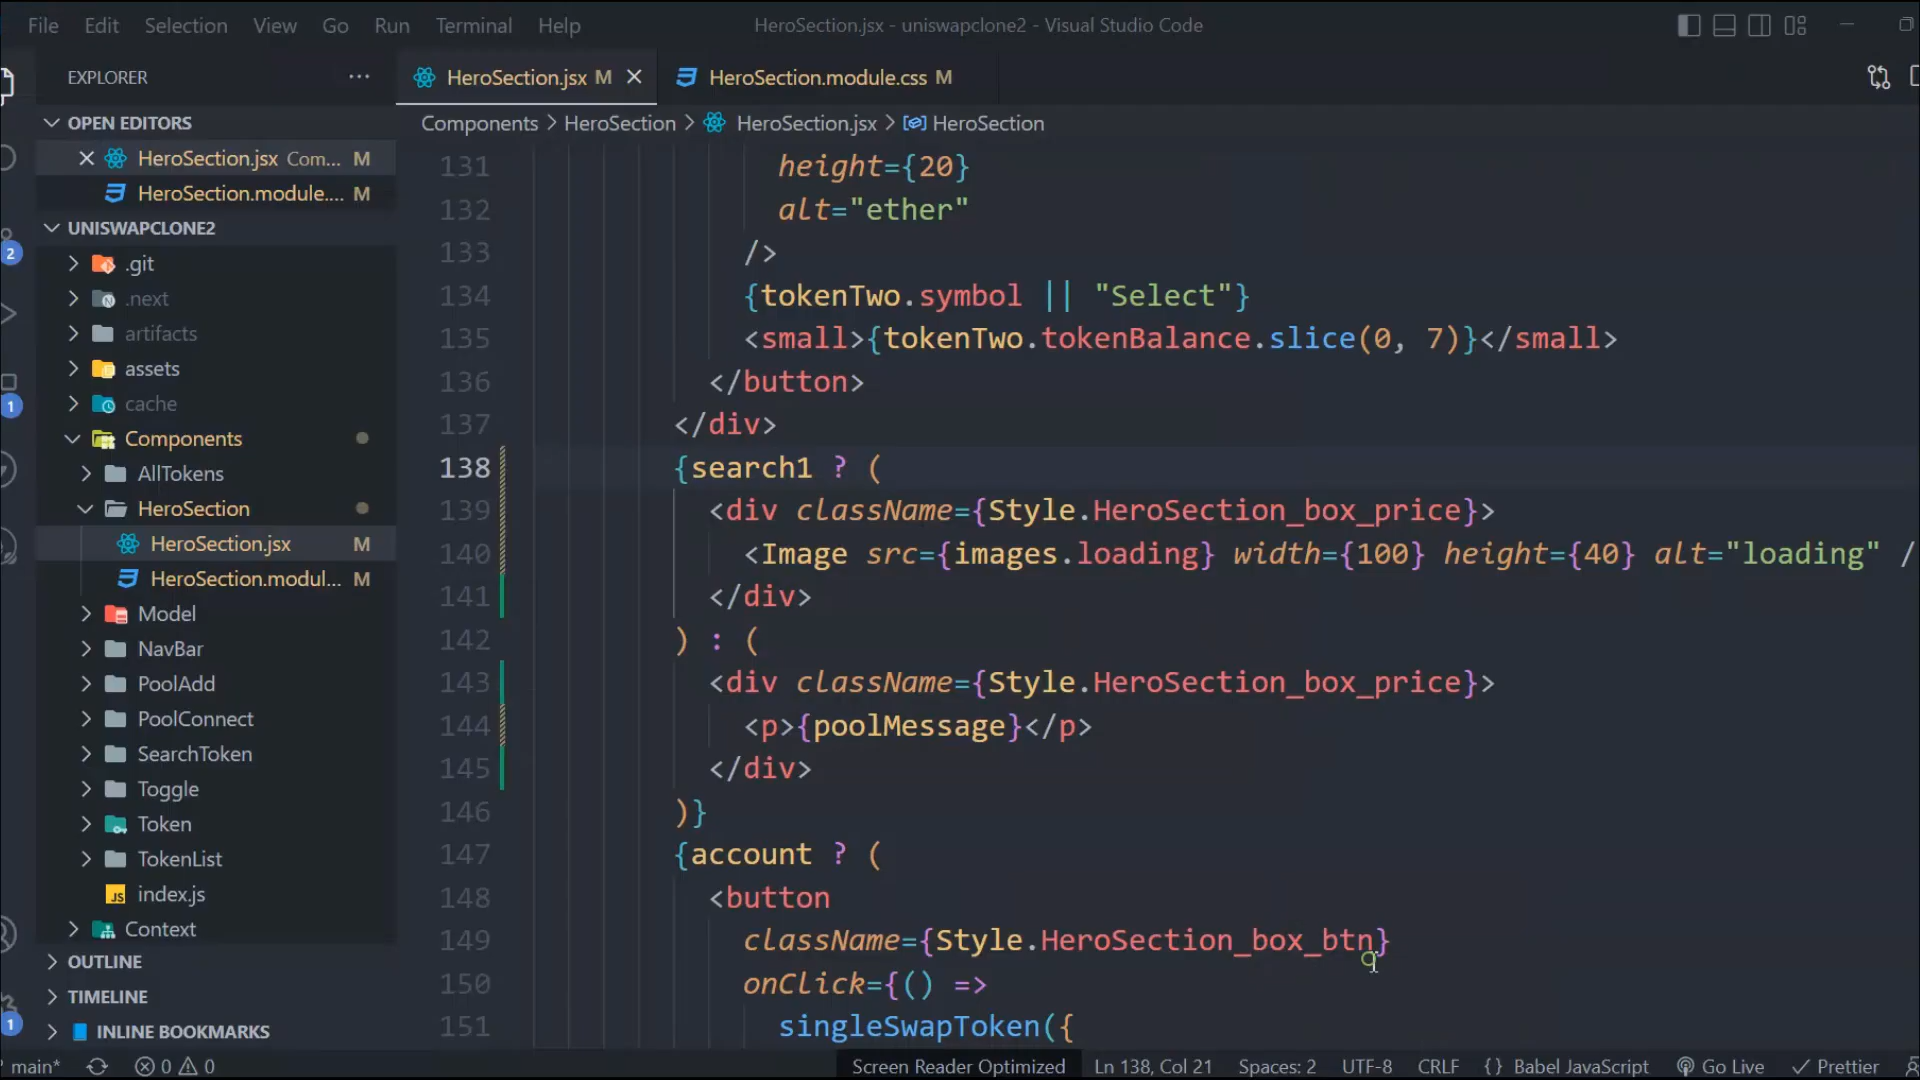 File Edit Selection View Go Run Terminal Help
HeroSection.jsx - uniswapclone2 - Visual Studio Code
EXPLORER
HeroSection.jsx M
HeroSection.module.css M
OPEN EDITORS
HeroSection.jsx Com... M
HeroSection.module.... M
UNISWAPCLONE2
.git
.next
artifacts
assets
cache
Components
AllTokens
HeroSection
HeroSection.jsx M
HeroSection.modul... M
Model
NavBar
PoolAdd
PoolConnect
SearchToken
Toggle
Token
TokenList
JS index.js
Context
OUTLINE
TIMELINE
INLINE BOOKMARKS
2
1
1
Components > HeroSection > HeroSection.jsx > HeroSection
131 height={20}
132 alt="ether"
133 />
134 {tokenTwo.symbol || "Select"}
135 <small>{tokenTwo.tokenBalance.slice(0, 7)}</small>
136 </button>
137 </div>
138 {search1 ? (
139 <div className={Style.HeroSection_box_price}>
140 <Image src={images.loading} width={100} height={40} alt="loading" /
141 </div>
142 ) : (
143 <div className={Style.HeroSection_box_price}>
144 <p>{poolMessage}</p>
145 </div>
146 )}
147 {account ? (
148 <button
149 className={Style.HeroSection_box_btn}
150 onClick={() =>
151 singleSwapToken({
main* 0 0 Screen Reader Optimized Ln 138, Col 21 Spaces: 2 UTF-8 CRLF {} Babel JavaScript Go Live Prettier